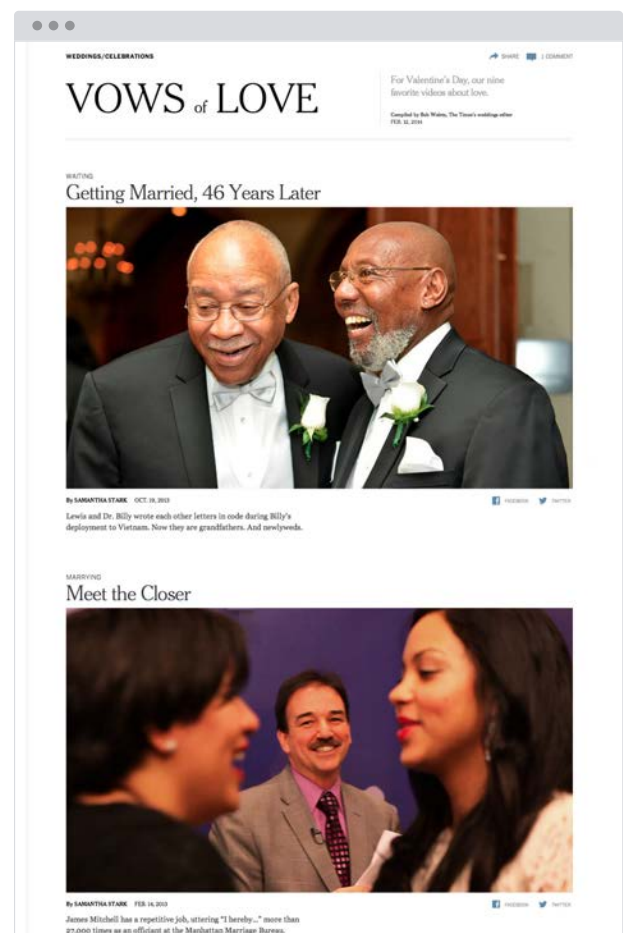 WEDDINGS/CELEBRATIONS
SHARE
1 COMMENT
VOWS of LOVE
For Valentine's Day, our nine
favorite videos about love.
Compiled by Bob Woletz, The Times's weddings editor
FEB. 12, 2014
WAITING
Getting Married, 46 Years Later
By SAMANTHA STARK OCT. 18, 2013
FACEBOOK
TWITTER
Lewis and Dr. Billy wrote each other letters in code during Billy's
deployment to Vietnam. Now they are grandfathers. And newlyweds.
MARRYING
Meet the Closer
By SAMANTHA STARK FEB. 14, 2013
FACEBOOK
TWITTER
James Mitchell has a repetitive job, uttering "I hereby..." more than
27,000 times as an officiant at the Manhattan Marriage Bureau.